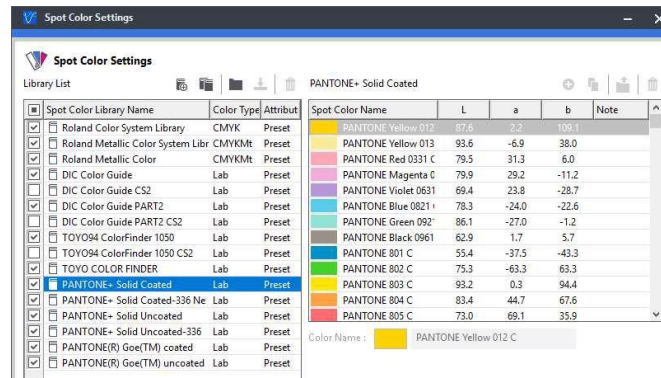 Spot Color Settings
Spot Color Settings
Library List
PANTONE+ Solid Coated
Spot Color Library Name Color Type Attribut
Roland Color System Library CMYK Preset
Roland Metallic Color System Libr CMYKMt Preset
Roland Metallic Color CMYKMt Preset
DIC Color Guide Lab Preset
DIC Color Guide CS2 Lab Preset
DIC Color Guide PART2 Lab Preset
DIC Color Guide PART2 CS2 Lab Preset
TOYO94 ColorFinder 1050 Lab Preset
TOYO94 ColorFinder 1050 CS2 Lab Preset
TOYO COLOR FINDER Lab Preset
PANTONE+ Solid Coated Lab Preset
PANTONE+ Solid Coated-336 Ne Lab Preset
PANTONE+ Solid Uncoated Lab Preset
PANTONE+ Solid Uncoated-336 Lab Preset
PANTONE(R) Goe(TM) coated Lab Preset
PANTONE(R) Goe(TM) uncoated Lab Preset
Spot Color Name L a b Note
PANTONE Yellow 012 87.6 2.2 109.1
PANTONE Yellow 013 93.6 -6.9 38.0
PANTONE Red 0331 C 79.5 31.3 6.0
PANTONE Magenta 0 79.9 29.2 -11.2
PANTONE Violet 0631 69.4 23.8 -28.7
PANTONE Blue 0821 78.3 -24.0 -22.6
PANTONE Green 092 86.1 -27.0 -1.2
PANTONE Black 0961 62.9 1.7 5.7
PANTONE 801 C 55.4 -37.5 -43.3
PANTONE 802 C 75.3 -63.3 63.3
PANTONE 803 C 93.2 0.3 94.4
PANTONE 804 C 83.4 44.7 67.6
PANTONE 805 C 73.0 69.1 35.9
Color Name : PANTONE Yellow 012 C